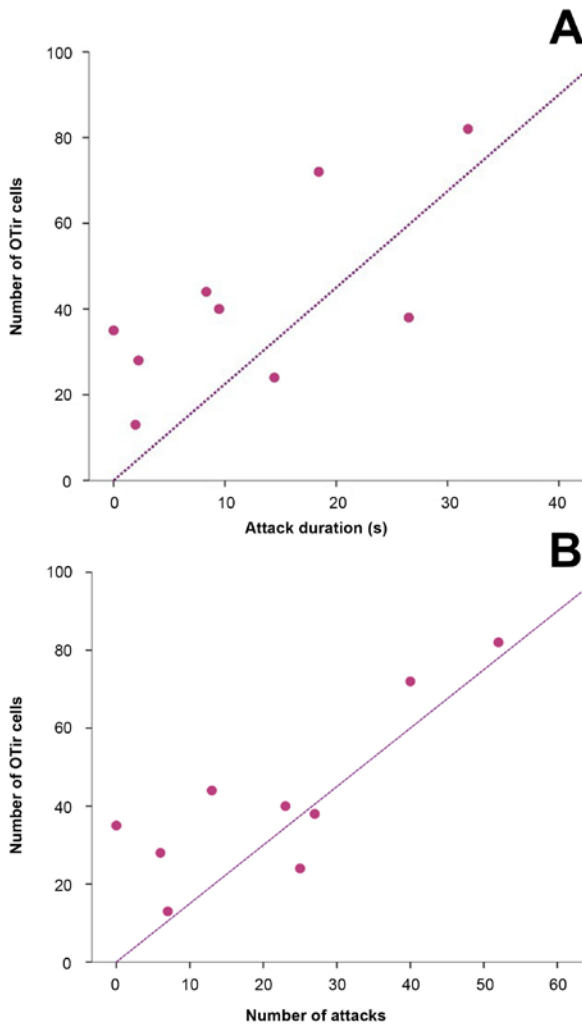 A
100
80
60
40
20
0
Number of OTir cells
0 10 20 30 40
Attack duration (s)
B
100
80
60
40
20
0
Number of OTir cells
0 10 20 30 40 50 60
Number of attacks